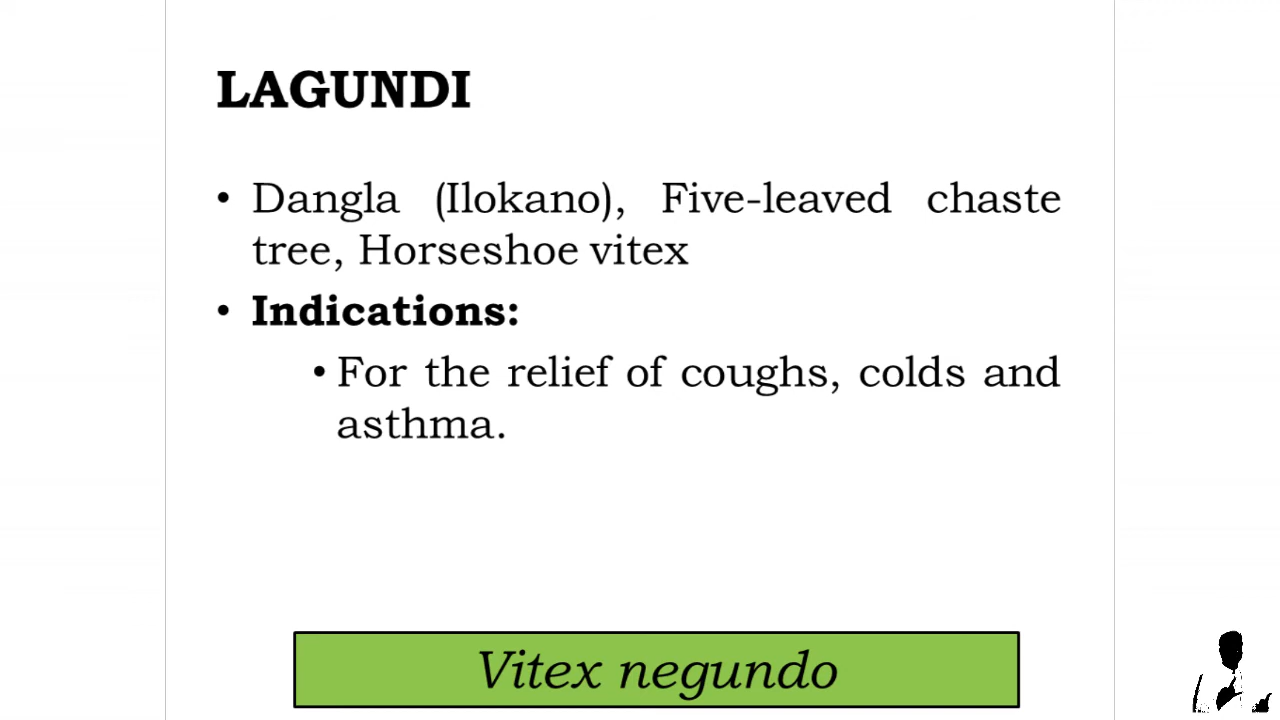 LAGUNDI
• Dangla (Ilokano), Five-leaved chaste
tree, Horseshoe vitex
• Indications:
• For the relief of coughs, colds and
asthma.
Vitex negundo